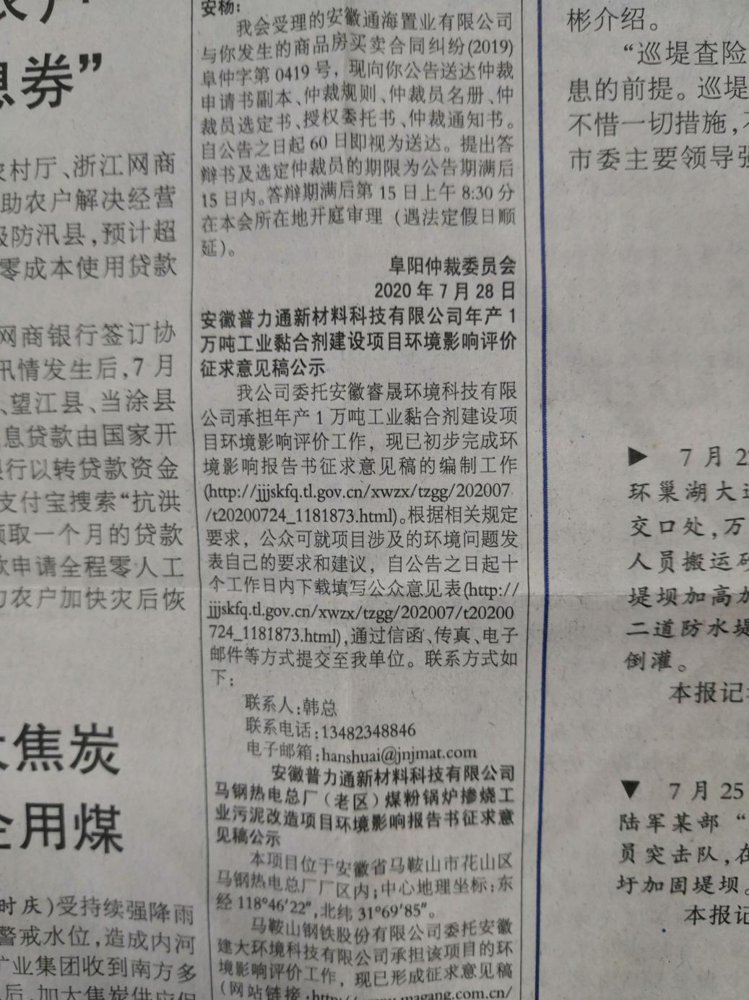 农户
息券”
农村厅、浙江网商
助农户解决经营
级防汛县,预计超
零成本使用贷款
网商银行签订协
汛情发生后,7月
、望江县、当涂县
息贷款由国家开
银行以转贷款资金
支付宝搜索“抗洪
领取一个月的贷款
款申请全程零人工
力农户加快灾后恢
焦炭
全用煤
时庆)受持续强降雨
警戒水位,造成内河
矿业集团收到南方多
后,加大焦炭供应保
安杨:
我会受理的安徽通海置业有限公司
与你发生的商品房买卖合同纠纷(2019)
阜仲字第0419号,现向你公告送达仲裁
申请书副本、仲裁规则、仲裁员名册、仲
裁员选定书、授权委托书、仲裁通知书。
自公告之日起60日即视为送达。提出答
辩书及选定仲裁员的期限为公告期满后
15日内。答辩期满后第15日上午8:30分
在本会所在地开庭审理(遇法定假日顺
延)。
阜阳仲裁委员会
2020年7月28日
安徽普力通新材料科技有限公司年产1
万吨工业黏合剂建设项目环境影响评价
征求意见稿公示
我公司委托安徽睿晟环境科技有限
公司承担年产1万吨工业黏合剂建设项
目环境影响评价工作,现已初步完成环
境影响报告书征求意见稿的编制工作
(http://jjjskfq.tl.gov.cn/xwzx/tzgg/202007
/t20200724_1181873.html)。根据相关规定
要求,公众可就项目涉及的环境问题发
表自己的要求和建议,自公告之日起十
个工作日内下载填写公众意见表(http://
jjjskfq.tl.gov.cn/xwzx/tzgg/202007/t20200
724_1181873.html),通过信函、传真、电子
邮件等方式提交至我单位。联系方式如
下:
联系人:韩总
联系电话:13482348846
电子邮箱:hanshuai@jnjmat.com
安徽普力通新材料科技有限公司
马钢热电总厂(老区)煤粉锅炉掺烧工
业污泥改造项目环境影响报告书征求意
见稿公示
本项目位于安徽省马鞍山市花山区
马钢热电总厂厂区内;中心地理坐标:东
经118°46′22″,北纬31°69′85″。
马鞍山钢铁股份有限公司委托安徽
建大环境科技有限公司承担该项目的环
境影响评价工作,现已形成征求意见稿
(网站链接:http://www.magang.com.cn/
彬介绍。
“巡堤查险
患的前提。巡堤
不惜一切措施,不
市委主要领导强
▶ 7月2
环巢湖大道
交口处,万
人员搬运砂
堤坝加高加
二道防水堤
倒灌。
本报记
▼ 7月25
陆军某部“
员突击队,在
圩加固堤坝。
本报记